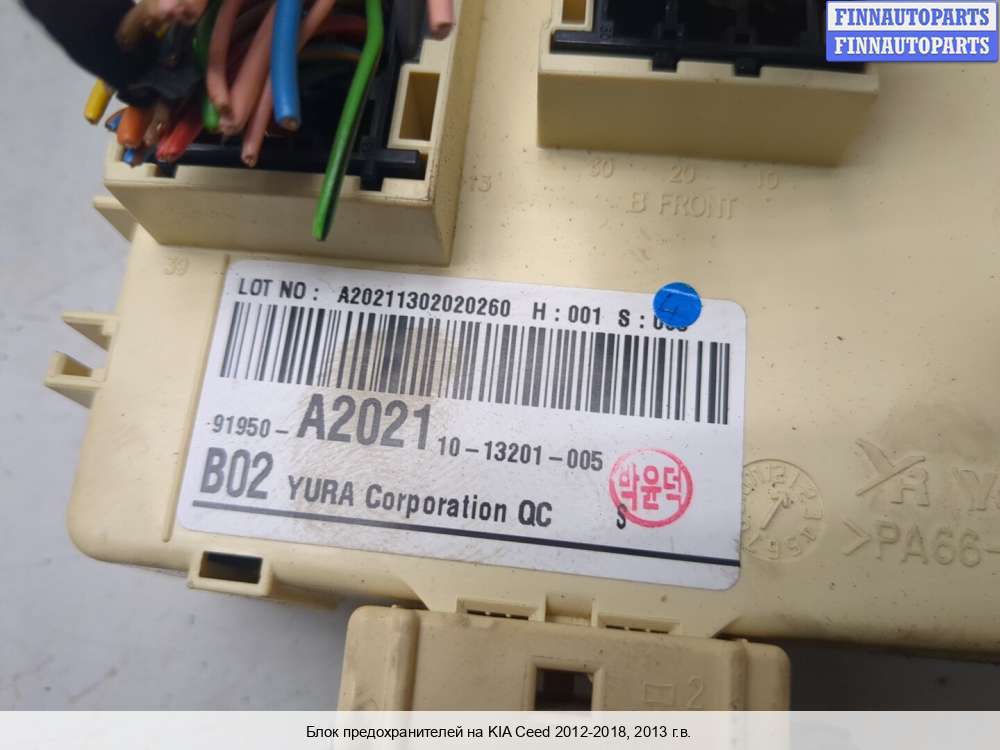 FINNAUTOPARTS
FINNAUTOPARTS
13
30 20 10
B FRONT
39
LOT NO : A20211302020260 H : 001 S :
4
91950-A2021 10-13201-005
B02 YURA Corporation QC S
박윤덕
>PA66-
2
Блок предохранителей на KIA Ceed 2012-2018, 2013 г.в.